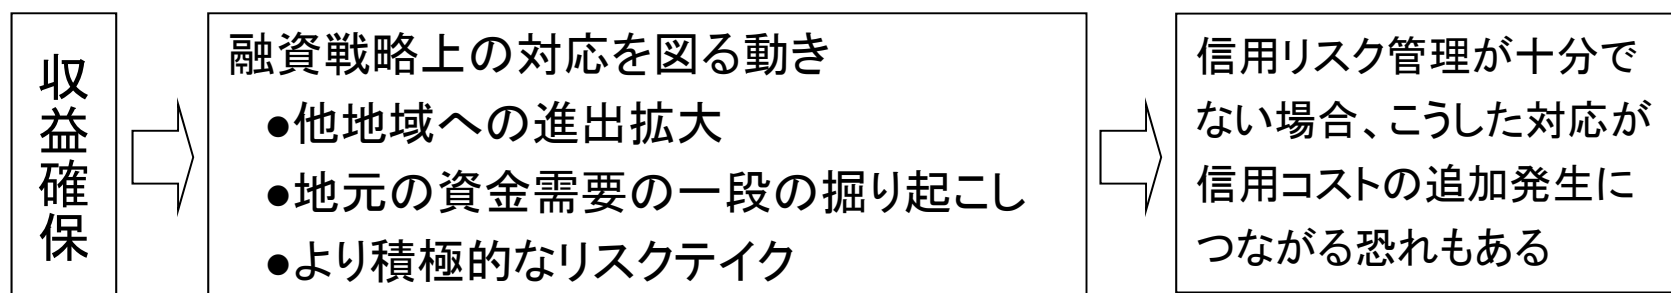 収益確保
融資戦略上の対応を図る動き
●他地域への進出拡大
●地元の資金需要の一段の掘り起こし
●より積極的なリスクテイク
信用リスク管理が十分で
ない場合、こうした対応が
信用コストの追加発生に
つながる恐れもある